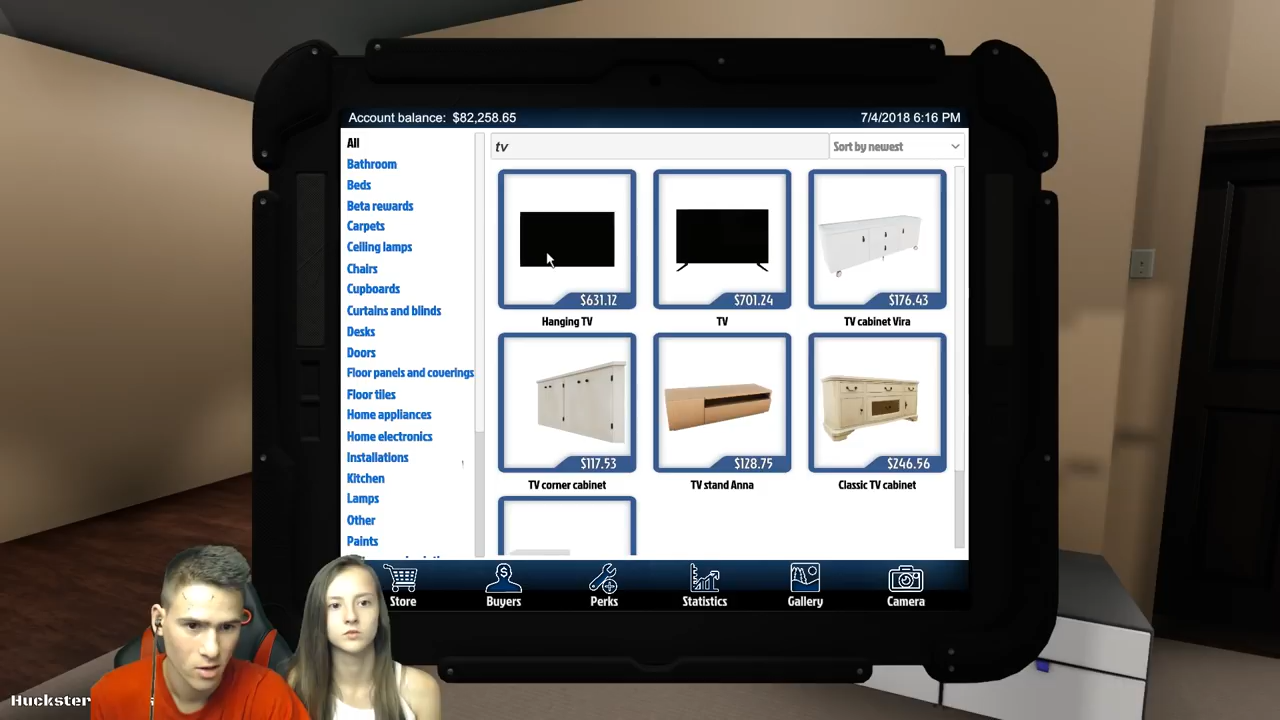 Account balance: $82,258.65
7/4/2018 6:16 PM
All
Bathroom
Beds
Beta rewards
Carpets
Ceiling lamps
Chairs
Cupboards
Curtains and blinds
Desks
Doors
Floor panels and coverings
Floor tiles
Home appliances
Home electronics
Installations
Kitchen
Lamps
Other
Paints
tv
Sort by newest
$631.12
Hanging TV
$701.24
TV
$176.43
TV cabinet Vira
$117.53
TV corner cabinet
$128.75
TV stand Anna
$246.56
Classic TV cabinet
Store
Buyers
Perks
Statistics
Gallery
Camera
Huckster